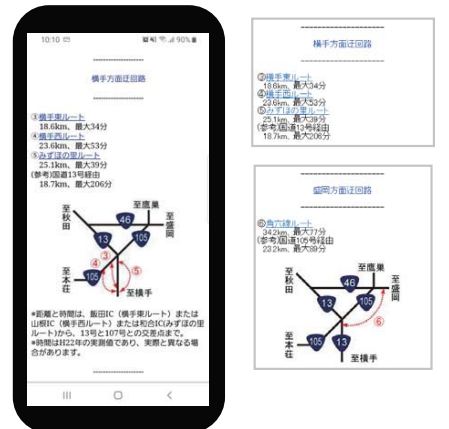 10:10
90%
横手方面迂回路
③横手東ルート
18.6km、最大34分
④横手西ルート
23.6km、最大53分
⑤みずほの里ルート
25.1km、最大39分
(参考)国道13号経由
18.7km、最大206分
至秋田
至鷹巣
至盛岡
46
13
105
③
④
⑤
至本荘
105
至横手
*距離と時間は、飯田IC（横手東ルート）または
山根IC（横手西ルート）または和合IC(みずほの里
ルート)から、13号と107号との交差点まで。
*時間はH22年の実測値であり、実際と異なる場
合があります。
横手方面迂回路
③横手東ルート
18.6km、最大34分
④横手西ルート
23.6km、最大53分
⑤みずほの里ルート
25.1km、最大39分
(参考)国道13号経由
18.7km、最大206分
盛岡方面迂回路
⑥角六線ルート
34.2km、最大77分
(参考)国道105号経由
23.2km、最大89分
至秋田
至鷹巣
至盛岡
46
13
105
⑥
至本荘
105
13
至横手